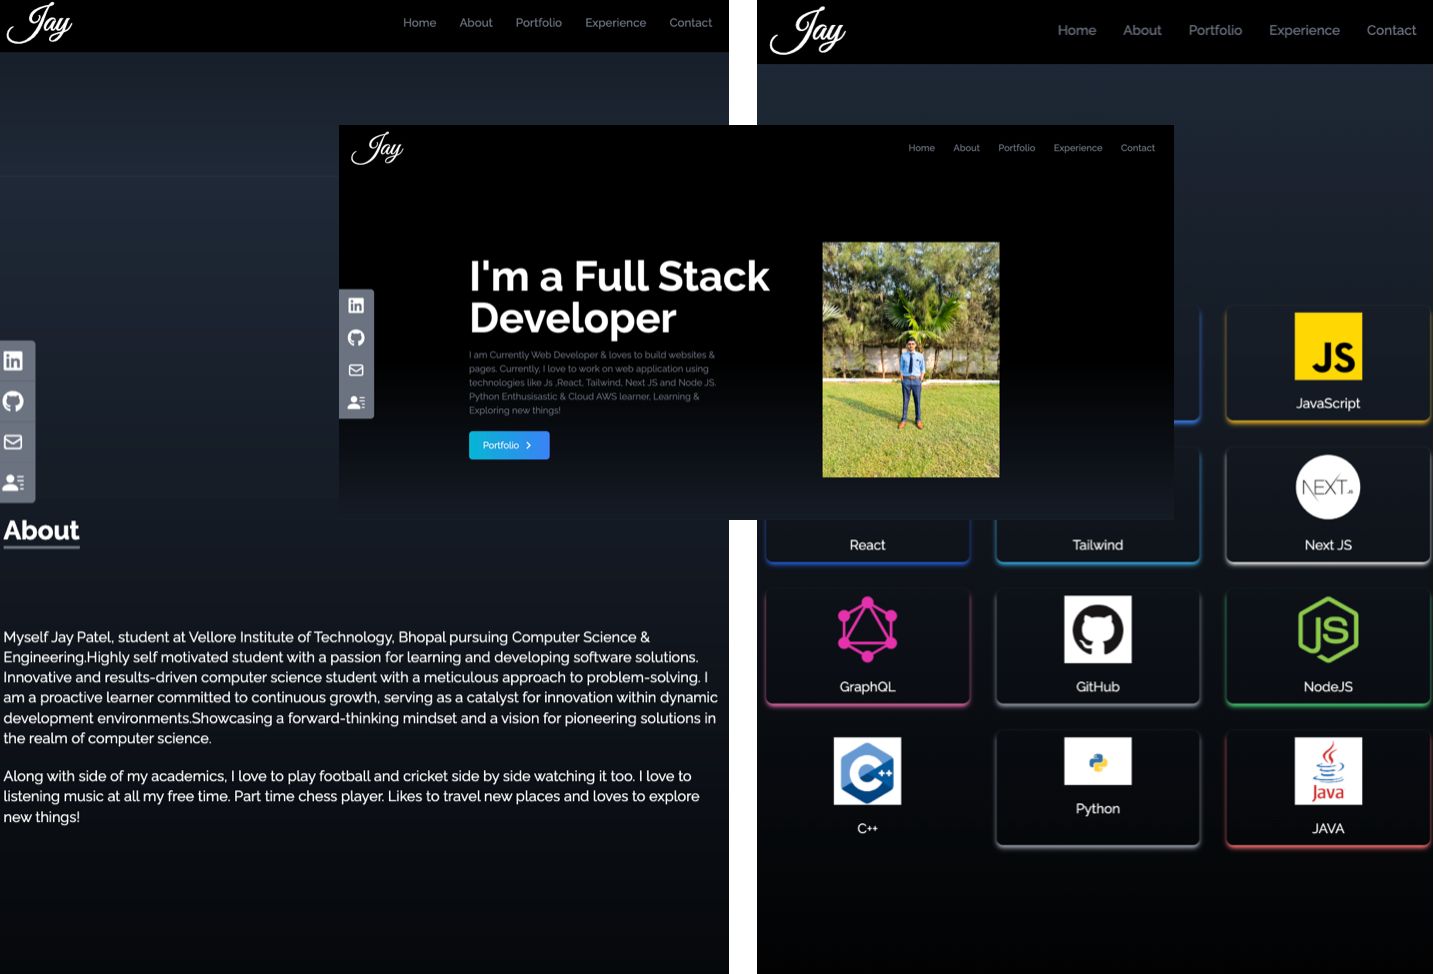 Jay
Home About Portfolio Experience Contact
About
Myself Jay Patel, student at Vellore Institute of Technology, Bhopal pursuing Computer Science &
Engineering.Highly self motivated student with a passion for learning and developing software solutions.
Innovative and results-driven computer science student with a meticulous approach to problem-solving. I
am a proactive learner committed to continuous growth, serving as a catalyst for innovation within dynamic
development environments.Showcasing a forward-thinking mindset and a vision for pioneering solutions in
the realm of computer science.
Along with side of my academics, I love to play football and cricket side by side watching it too. I love to
listening music at all my free time. Part time chess player. Likes to travel new places and loves to explore
new things!
Jay
Home About Portfolio Experience Contact
I'm a Full Stack
Developer
I am Currently Web Developer & loves to build websites &
pages. Currently, I love to work on web application using
technologies like Js ,React, Tailwind, Next JS and Node JS.
Python Enthusisastic & Cloud AWS learner, Learning &
Exploring new things!
Portfolio
in
Jay
Home About Portfolio Experience Contact
JS
JavaScript
NEXT.JS
React Tailwind Next JS
JS
GraphQL GitHub NodeJS
C++
Java
C++ Python JAVA
in